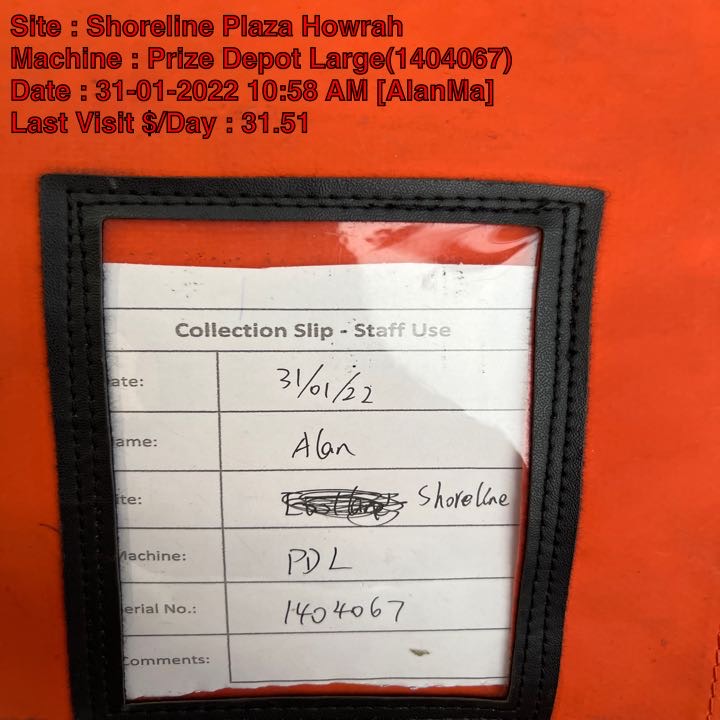 Site : Shoreline Plaza Howrah
Machine : Prize Depot Large(1404067)
Date : 31-01-2022 10:58 AM [AlanMa]
Last Visit $/Day : 31.51
Collection Slip - Staff Use
ate: 31/01/22
ame: Alan
ite: Shoreline
Machine: PDL
erial No.: 1404067
Comments: